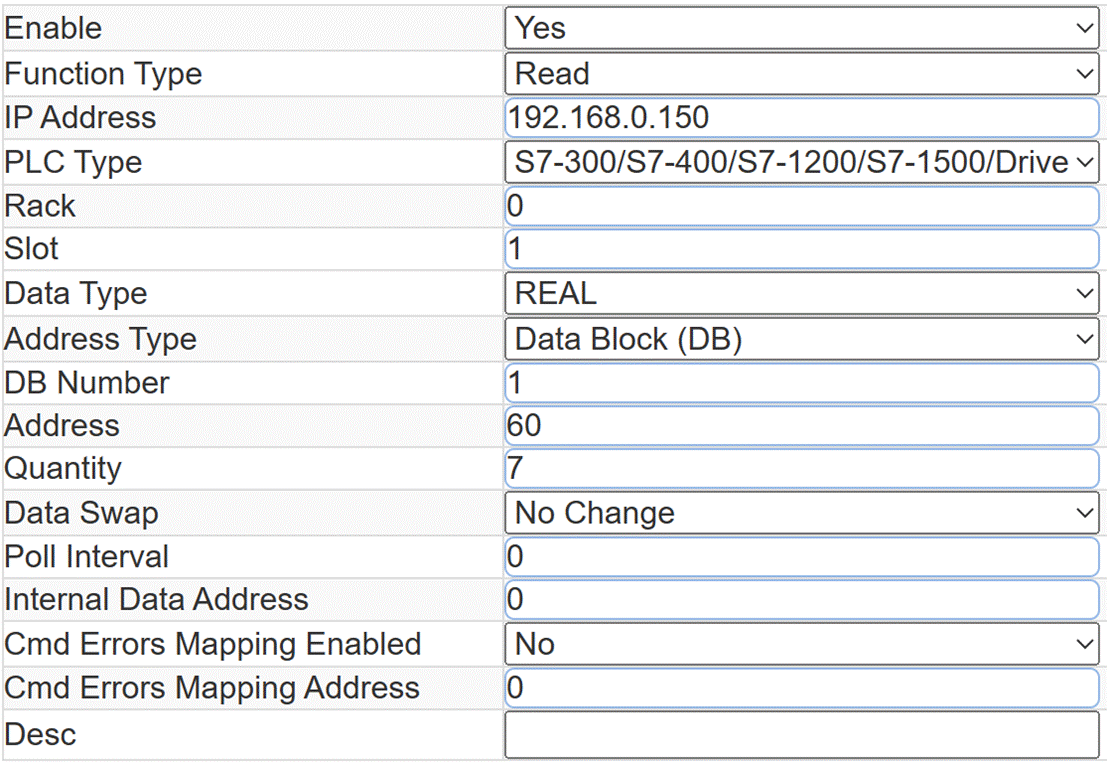 Enable Yes
Function Type Read
IP Address 192.168.0.150
PLC Type S7-300/S7-400/S7-1200/S7-1500/Drive
Rack 0
Slot 1
Data Type REAL
Address Type Data Block (DB)
DB Number 1
Address 60
Quantity 7
Data Swap No Change
Poll Interval 0
Internal Data Address 0
Cmd Errors Mapping Enabled No
Cmd Errors Mapping Address 0
Desc